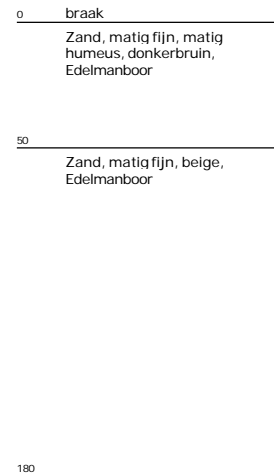 0 braak
Zand, matig fijn, matig
humeus, donkerbruin,
Edelmanboor
50
Zand, matig fijn, beige,
Edelmanboor
180